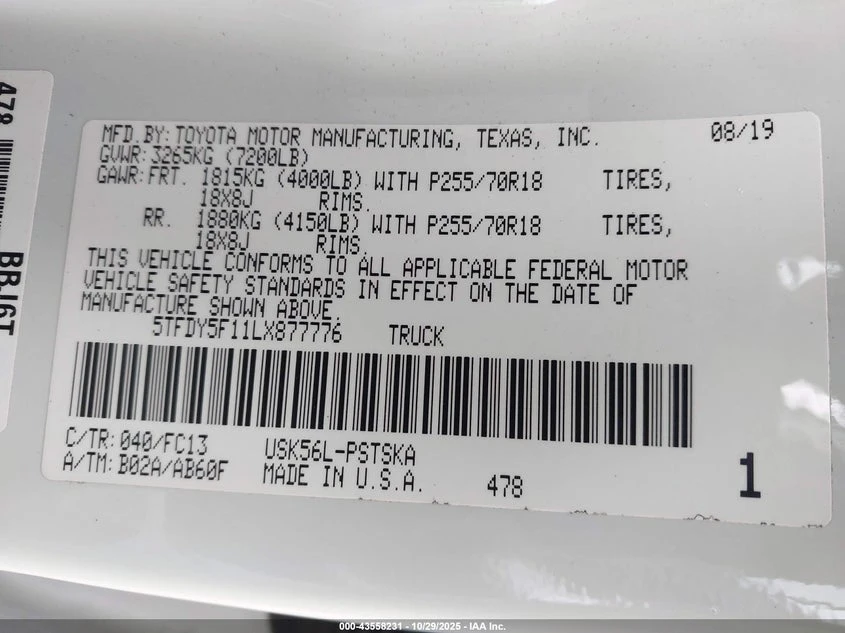 MFD.BY:TOYOTA MOTOR MANUFACTURING, TEXAS, INC. 08/19
GVWR:3265KG (7200LB)
GAWR:FRT. 1815KG (4000LB) WITH P255/70R18 TIRES,
18X8J RIMS.
RR. 1880KG (4150LB) WITH P255/70R18 TIRES,
18X8J RIMS.
THIS VEHICLE CONFORMS TO ALL APPLICABLE FEDERAL MOTOR
VEHICLE SAFETY STANDARDS IN EFFECT ON THE DATE OF
MANUFACTURE SHOWN ABOVE.
5TFDY5F11LX877776 TRUCK
C/TR:040/FC13 USK56L-PSTSKA
A/TM:B02A/AB60F MADE IN U.S.A. 478 1
478
BBJ6T
000-43558231 - 10/29/2025 - IAA Inc.